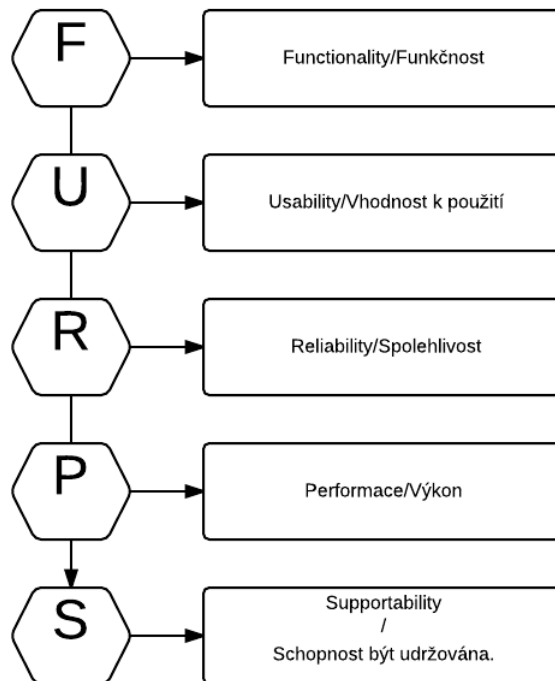 F
Functionality/Funkčnost
U
Usability/Vhodnost k použití
R
Reliability/Spolehlivost
P
Performace/Výkon
S
Supportability
/
Schopnost být udržována.